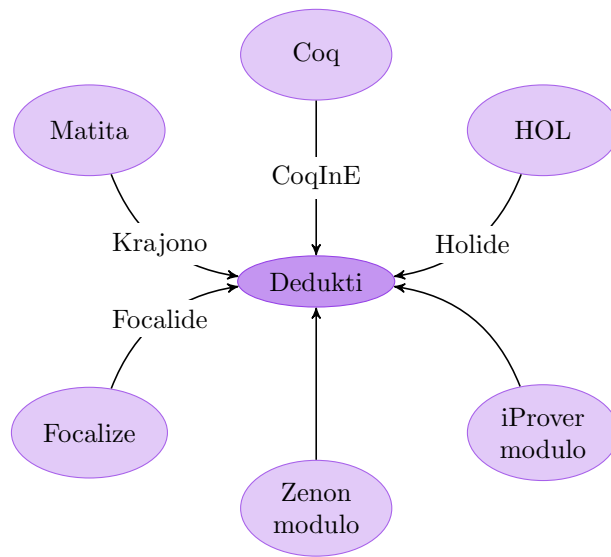 Coq
Matita
HOL
CoqInE
Krajono
Holide
Dedukti
Focalide
Focalize
iProver
modulo
Zenon
modulo